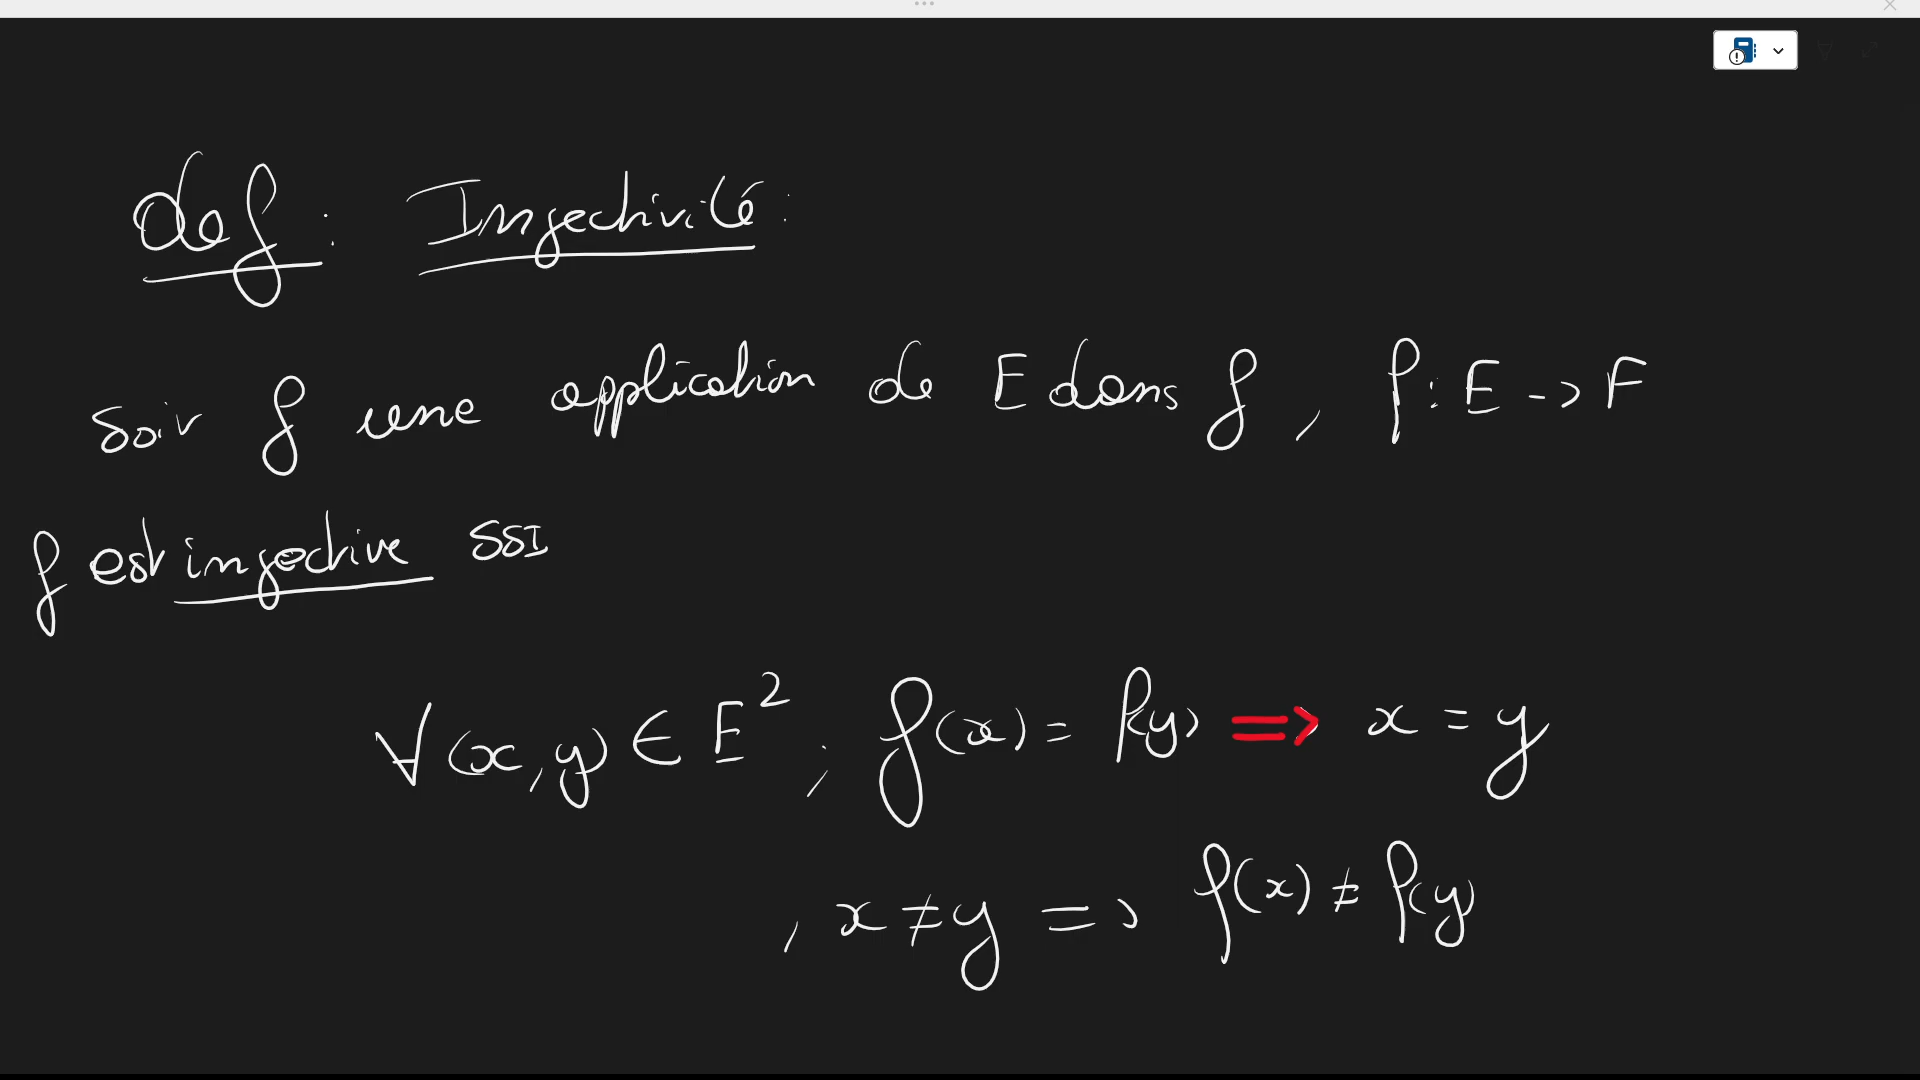 def : Injectivité :
soit f une application de E dans f , f : E -> F
f est injective SSI
∀(x,y) ∈ E² ; f(x) = f(y) => x = y
, x ≠ y => f(x) ≠ f(y)